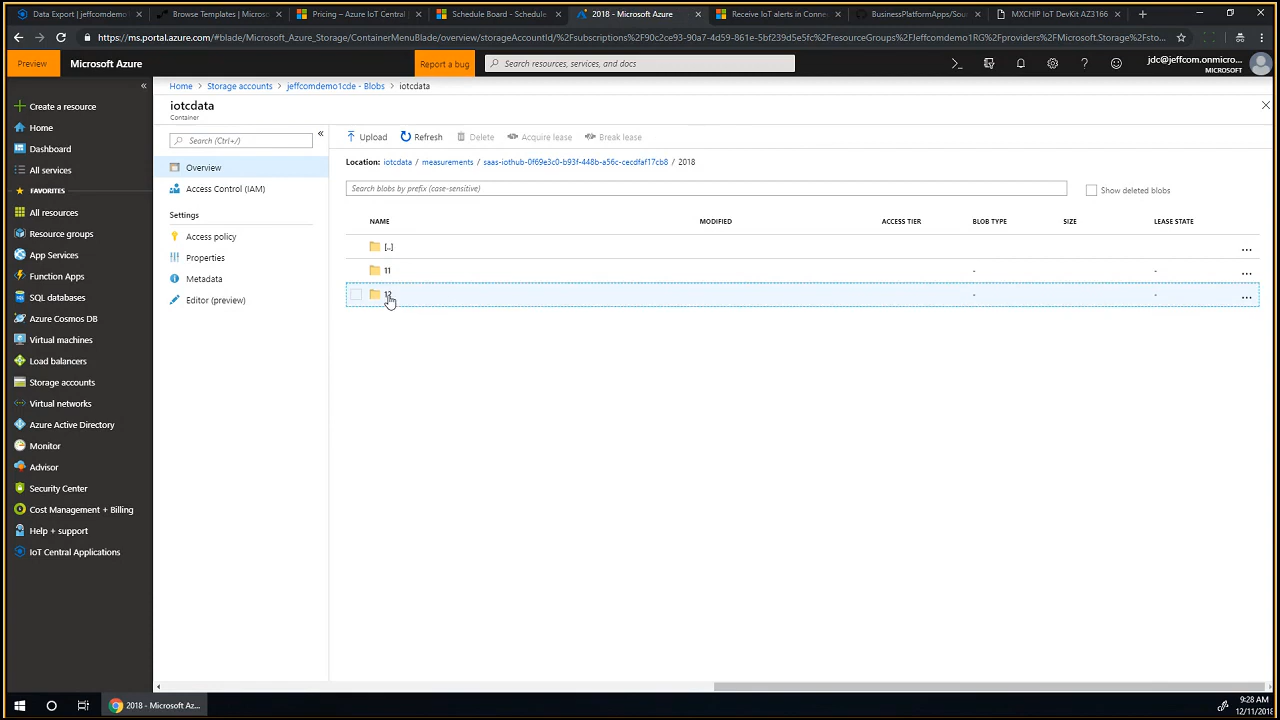 Data Export | jeffcomdemo
Browse Templates | Microso
Pricing – Azure IoT Central
Schedule Board - Schedule
2018 - Microsoft Azure
Receive IoT alerts in Conne
BusinessPlatformApps/Sou
MXCHIP IoT DevKit AZ3166
Preview
Microsoft Azure
Report a bug
Search resources, services, and docs
jdc@jeffcom.onmicro...
MICROSOFT
Create a resource
Home
Dashboard
All services
FAVORITES
All resources
Resource groups
App Services
Function Apps
SQL databases
Azure Cosmos DB
Virtual machines
Load balancers
Storage accounts
Virtual networks
Azure Active Directory
Monitor
Advisor
Security Center
Cost Management + Billing
Help + support
IoT Central Applications
Home > Storage accounts > jeffcomdemo1cde - Blobs > iotcdata
iotcdata
Container
Search (Ctrl+/)
Overview
Access Control (IAM)
Settings
Access policy
Properties
Metadata
Editor (preview)
Upload Refresh Delete Acquire lease Break lease
Location: iotcdata / measurements / saas-iothub-0f69e3c0-b93f-448b-a56c-cecdfaf17cb8 / 2018
Search blobs by prefix (case-sensitive)
Show deleted blobs
NAME MODIFIED ACCESS TIER BLOB TYPE SIZE LEASE STATE
[..] ...
11 - - ...
12 - - ...
2018 - Microsoft Az...
9:28 AM
12/11/2018